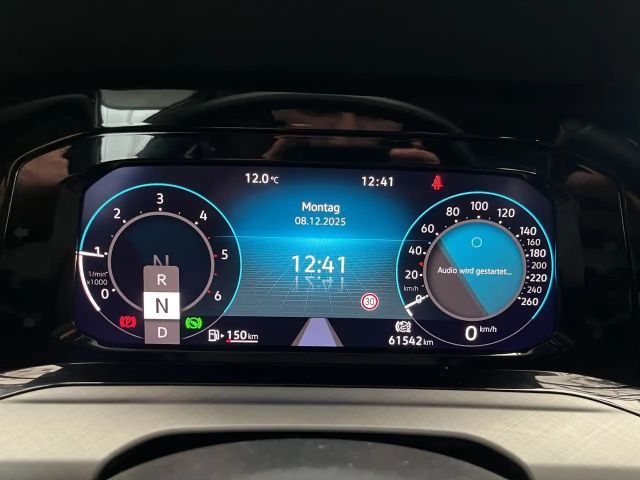 12.0 °C
12:41
Montag
08.12.2025
12:41
30
0
1
2
3
4
5
6
1/min
x1000
N
R
N
D
P
150 km
0
20
40
60
80
100
120
140
160
180
200
220
240
260
km/h
Audio wird gestartet...
0 km/h
61542 km